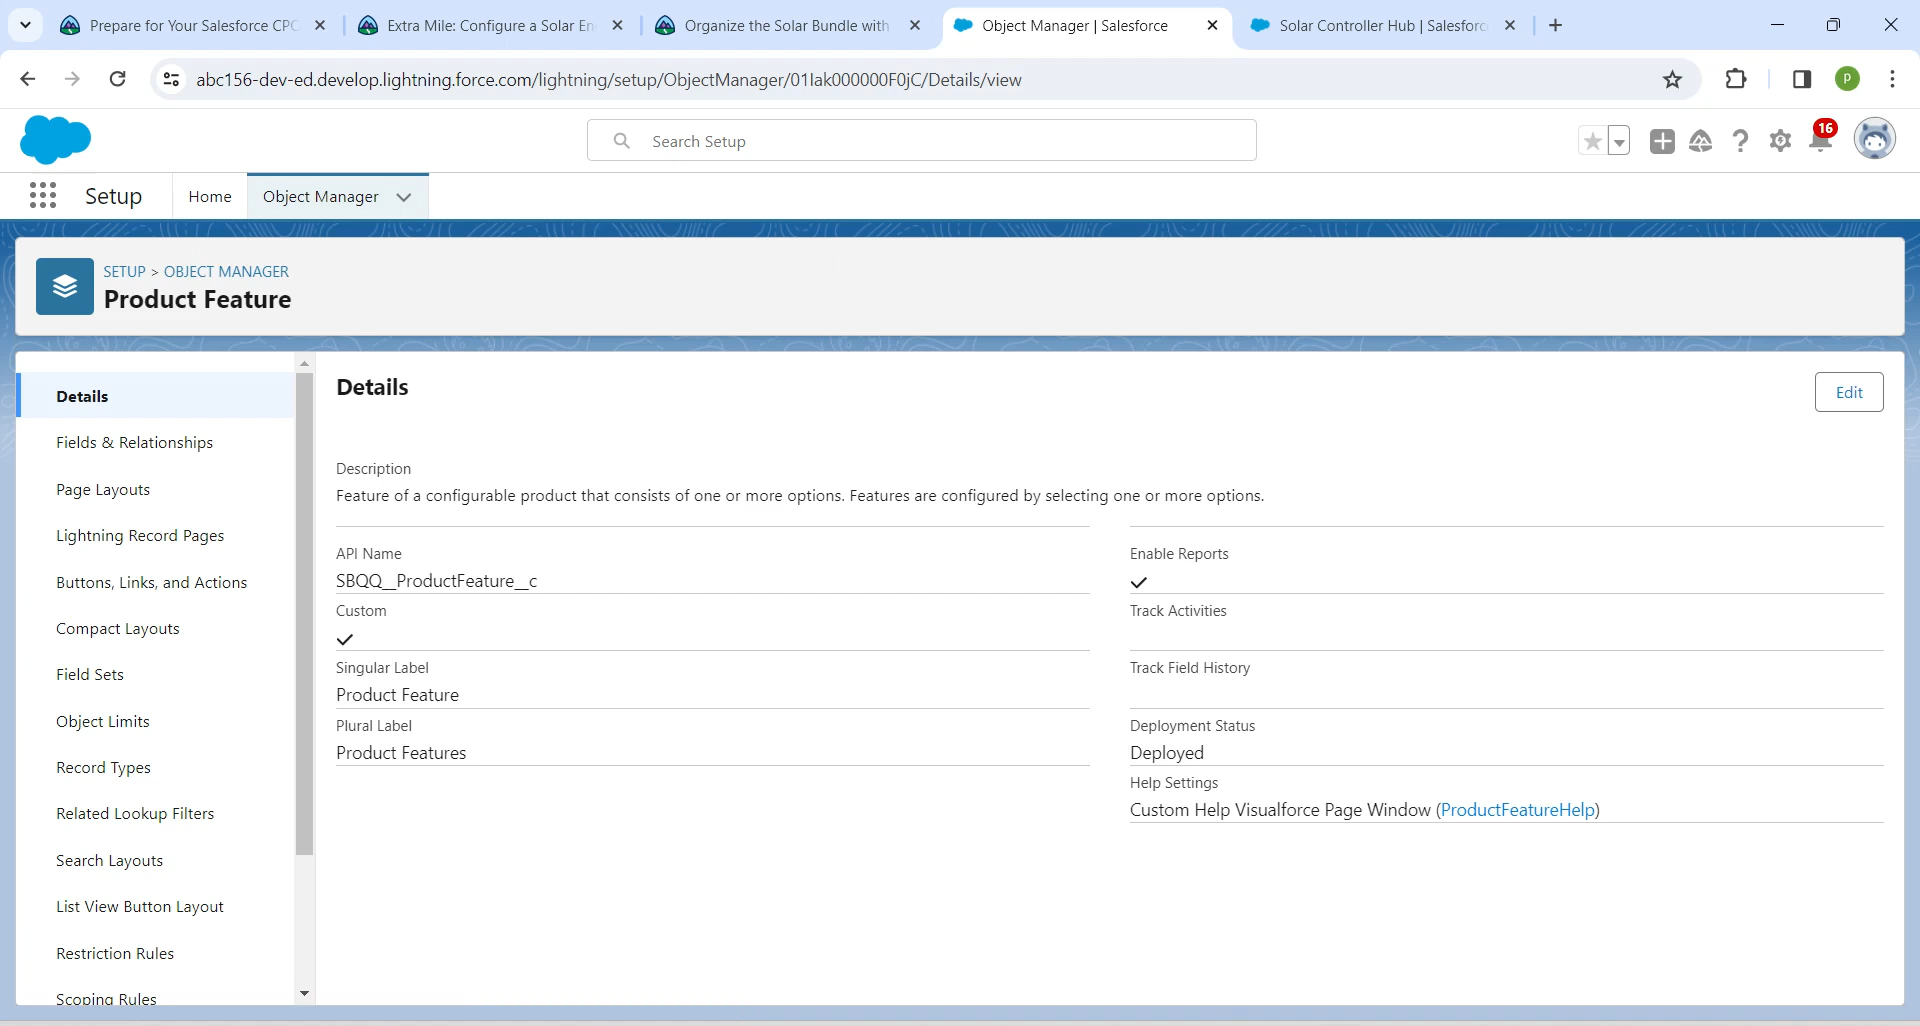 Prepare for Your Salesforce CPC
Extra Mile: Configure a Solar En
Organize the Solar Bundle with
Object Manager | Salesforce
Solar Controller Hub | Salesforc
abc156-dev-ed.develop.lightning.force.com/lightning/setup/ObjectManager/01Iak000000F0jC/Details/view
P
Search Setup
16
Setup
Home
Object Manager
SETUP > OBJECT MANAGER
Product Feature
Details
Fields & Relationships
Page Layouts
Lightning Record Pages
Buttons, Links, and Actions
Compact Layouts
Field Sets
Object Limits
Record Types
Related Lookup Filters
Search Layouts
List View Button Layout
Restriction Rules
Scoping Rules
Details
Edit
Description
Feature of a configurable product that consists of one or more options. Features are configured by selecting one or more options.
API Name
SBQQ__ProductFeature__c
Custom
Singular Label
Product Feature
Plural Label
Product Features
Enable Reports
Track Activities
Track Field History
Deployment Status
Deployed
Help Settings
Custom Help Visualforce Page Window (ProductFeatureHelp)